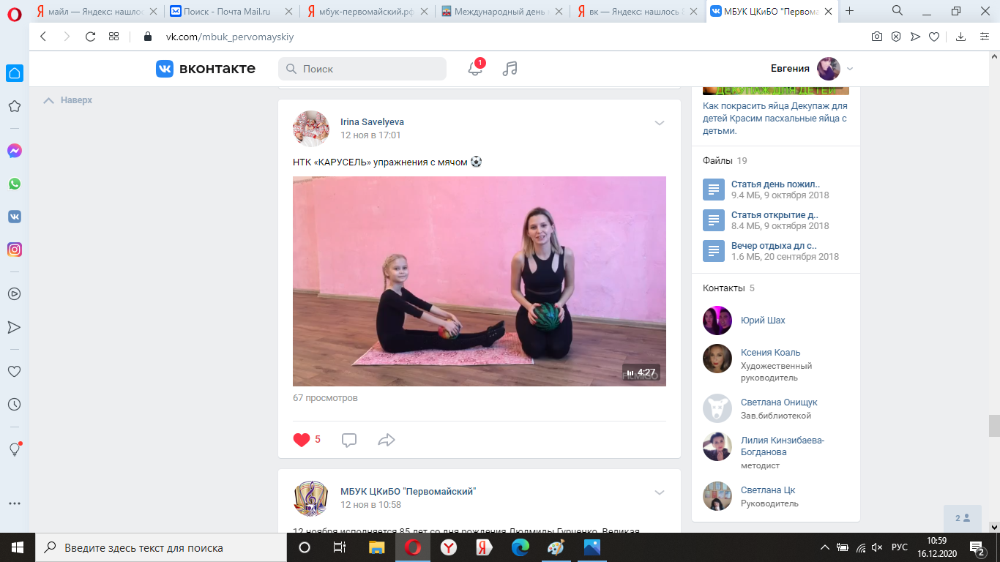 майл — Яндекс: нашлос
Поиск - Почта Mail.ru
мбук-первомайский.рф
Международный день
вк — Яндекс: нашлось
МБУК ЦКиБО "Первома
vk.com/mbuk_pervomayskiy
вконтакте
Поиск
1
Евгения
Наверх
Irina Savelyeva
12 ноя в 17:01
НТК «КАРУСЕЛЬ» упражнения с мячом
4:27
FILMIGO
67 просмотров
5
МБУК ЦКиБО "Первомайский"
12 ноя в 10:58
12 ноября исполняется 85 лет со дня рождения Людмилы Гурченко. Великая
ДЕКУПАЖ ДЛЯ ДЕТЕЙ
Как покрасить яйца Декупаж для
детей Красим пасхальные яйца с
детьми.
Файлы 19
Статья день пожил..
9.4 МБ, 9 октября 2018
Статья открытие д..
8.4 МБ, 9 октября 2018
Вечер отдыха дл с..
1.6 МБ, 20 сентября 2018
Контакты 5
Юрий Шах
Ксения Коаль
Художественный
руководитель
Светлана Онищук
Зав.библиотекой
Лилия Кинзибаева-
Богданова
методист
Светлана Цк
Руководитель
2
Введите здесь текст для поиска
РУС
10:59
16.12.2020
2